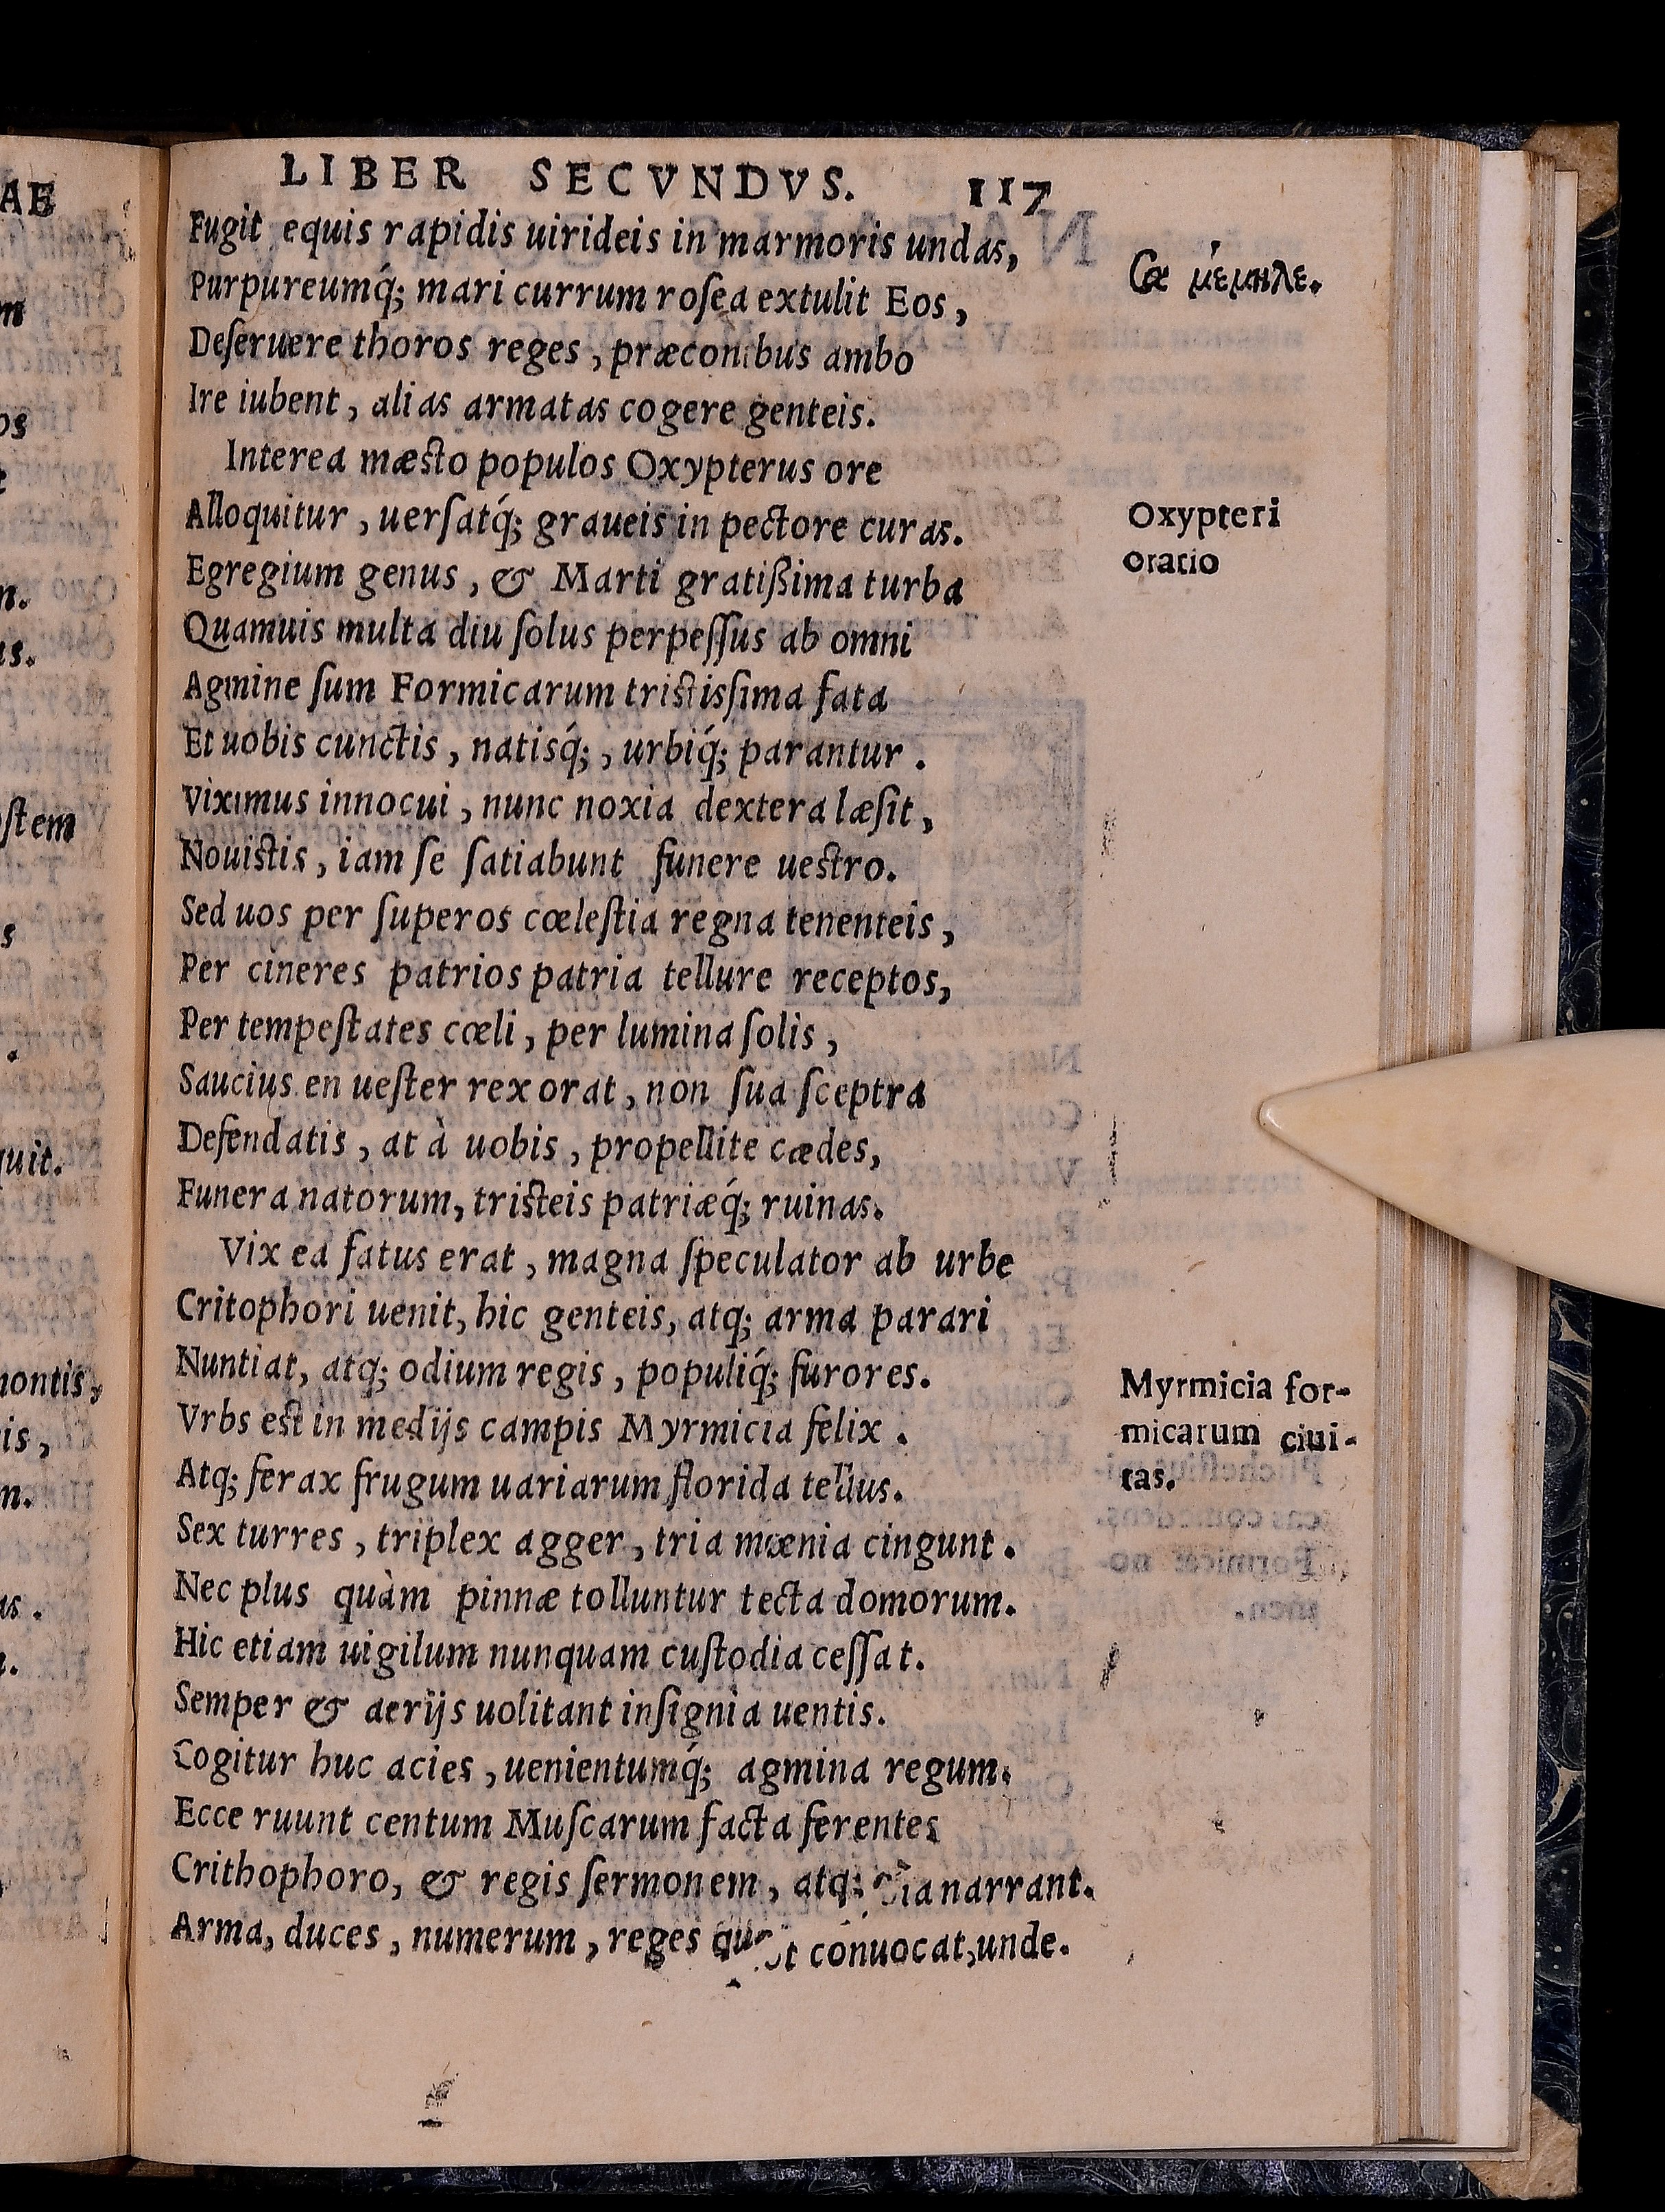 LIBER SECVNDVS. 117
Fugit equis rapidis uirideis in marmoris undas,
Purpureumq́; mari currum roſea extulit Eos,
Deſeruere thoros reges, præconibus ambo
Ire iubent, alias armatas cogere genteis.
Interea mæsto populos Oxypterus ore
Alloquitur, uerſatq́; graueis in pectore curas.
Egregium genus, & Marti gratißima turba
Quamuis multa diu ſolus perpeſſus ab omni
Agmine ſum Formicarum tristisſima fata
Et uobis cunctis, natisq́;, urbiq́; parantur.
Viximus innocui, nunc noxia dextera læſit,
Nouistis, iam ſe ſatiabunt funere uestro.
Sed uos per ſuperos cœleſtia regna tenenteis,
Per cineres patrios patria tellure receptos,
Per tempeſtates cœli, per lumina ſolis,
Saucius en ueſter rex orat, non ſua ſceptra
Defendatis, at à uobis, propellite cædes,
Funera natorum, tristeis patriæq́; ruinas.
Vix ea fatus erat, magna ſpeculator ab urbe
Critophori uenit, hic genteis, atq; arma parari
Nuntiat, atq; odium regis, populiq́; furores.
Vrbs est in medijs campis Myrmicia felix.
Atq; ferax frugum uariarum florida tellus.
Sex turres, triplex agger, tria mœnia cingunt.
Nec plus quàm pinnæ tolluntur tecta domorum.
Hic etiam uigilum nunquam cuſtodia ceſſat.
Semper & aerijs uolitant inſignia uentis.
Cogitur huc acies, uenientumq́; agmina regum.
Ecce ruunt centum Muſcarum facta ferentes
Crithophoro, & regis ſermonem, atq; narrant.
Arma, duces, numerum, reges conuocat, unde.
μέμηλε.
Oxypteri
oratio
Myrmicia for-
micarum ciui-
tas.